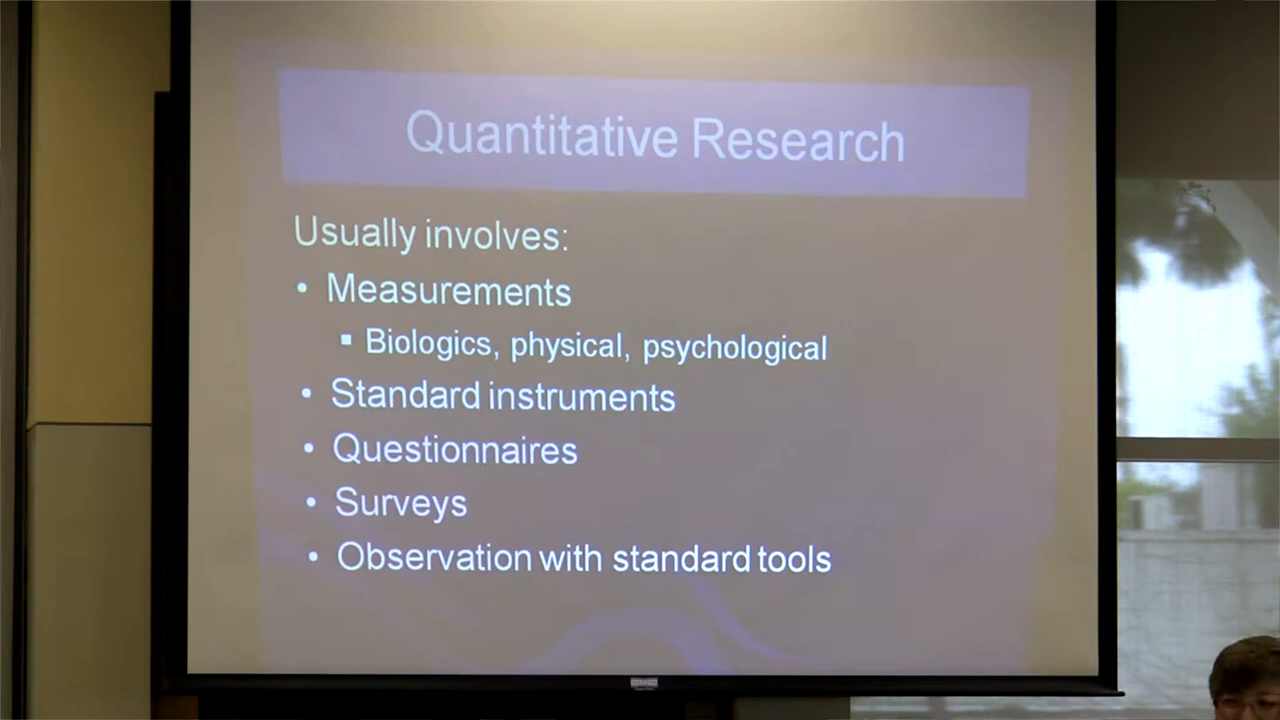 Quantitative Research
Usually involves:
• Measurements
▪ Biologics, physical, psychological
• Standard instruments
• Questionnaires
• Surveys
• Observation with standard tools